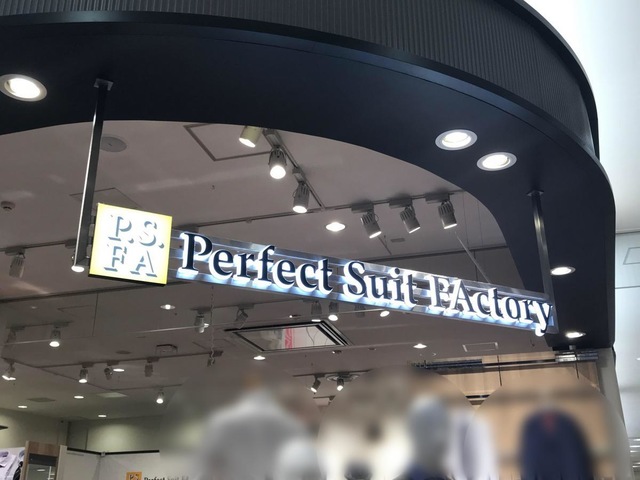 P.S.
FA
Perfect Suit FActory